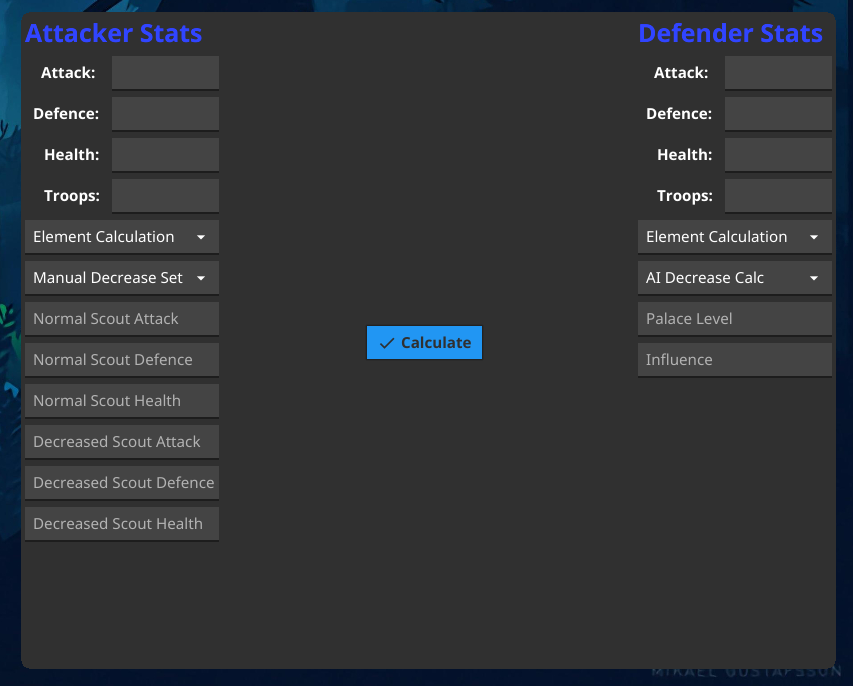 Attacker Stats
Attack:
Defence:
Health:
Troops:
Element Calculation
Manual Decrease Set
Normal Scout Attack
Normal Scout Defence
Normal Scout Health
Decreased Scout Attack
Decreased Scout Defence
Decreased Scout Health
Calculate
Defender Stats
Attack:
Defence:
Health:
Troops:
Element Calculation
AI Decrease Calc
Palace Level
Influence
MIKAEL GUSTAFSSON